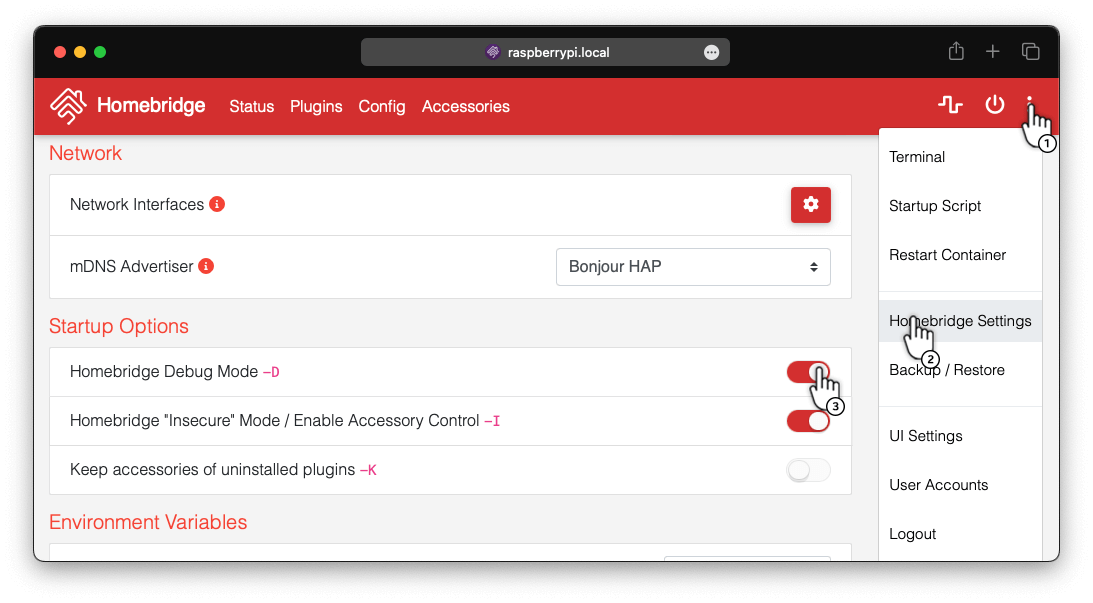 raspberrypi.local
Homebridge Status Plugins Config Accessories
1
Network
Network Interfaces
mDNS Advertiser
Bonjour HAP
Startup Options
Homebridge Debug Mode -D
3
Homebridge "Insecure" Mode / Enable Accessory Control -I
Keep accessories of uninstalled plugins -K
Environment Variables
Terminal
Startup Script
Restart Container
Homebridge Settings
2
Backup / Restore
UI Settings
User Accounts
Logout